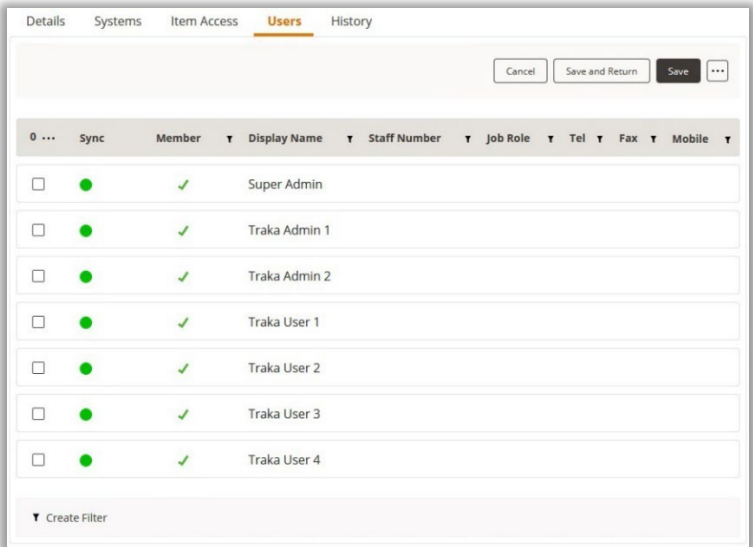 Details Systems Item Access Users History
Cancel Save and Return Save ...
0 ... Sync Member Display Name Staff Number Job Role Tel Fax Mobile
Super Admin
Traka Admin 1
Traka Admin 2
Traka User 1
Traka User 2
Traka User 3
Traka User 4
Create Filter